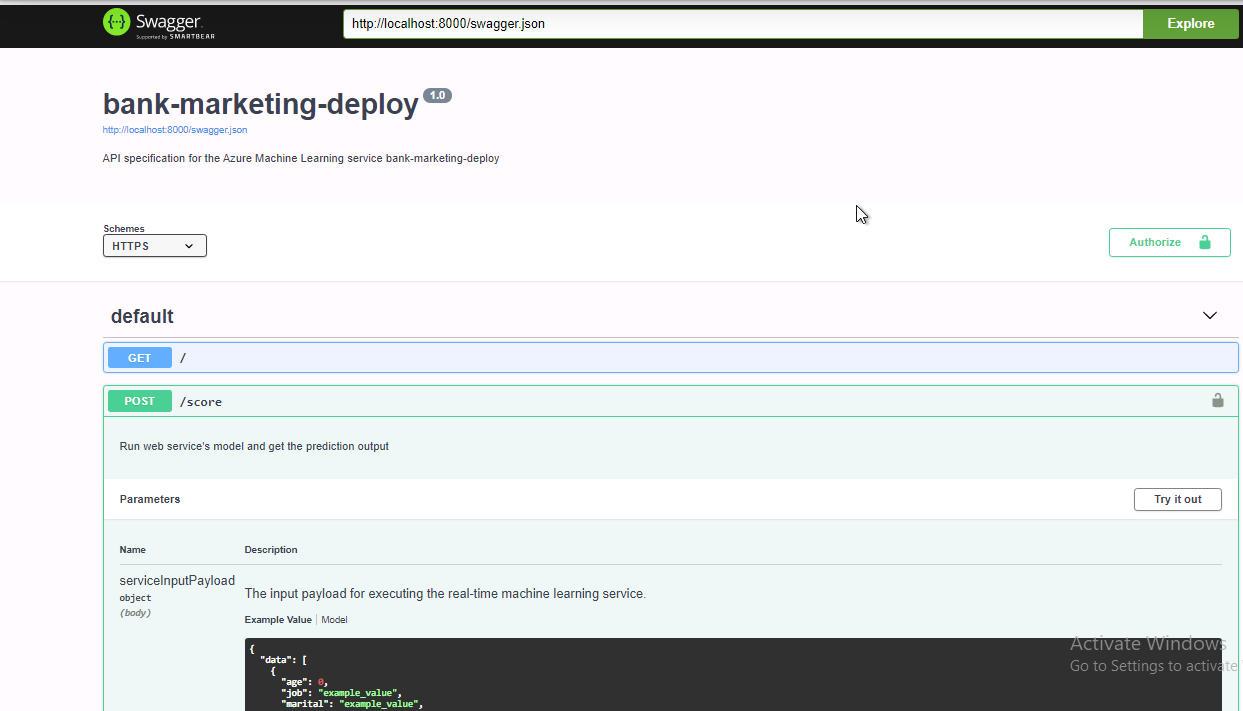 Swagger.
Supported by SMARTBEAR
http://localhost:8000/swagger.json
Explore
bank-marketing-deploy 1.0
http://localhost:8000/swagger.json
API specification for the Azure Machine Learning service bank-marketing-deploy
Schemes
HTTPS
Authorize
default
GET /
POST /score
Run web service's model and get the prediction output
Parameters
Try it out
Name Description
serviceInputPayload
object
(body)
The input payload for executing the real-time machine learning service.
Example Value | Model
{
"data": [
{
"age": 0,
"job": "example_value",
"marital": "example_value",
Activate Windows
Go to Settings to activate